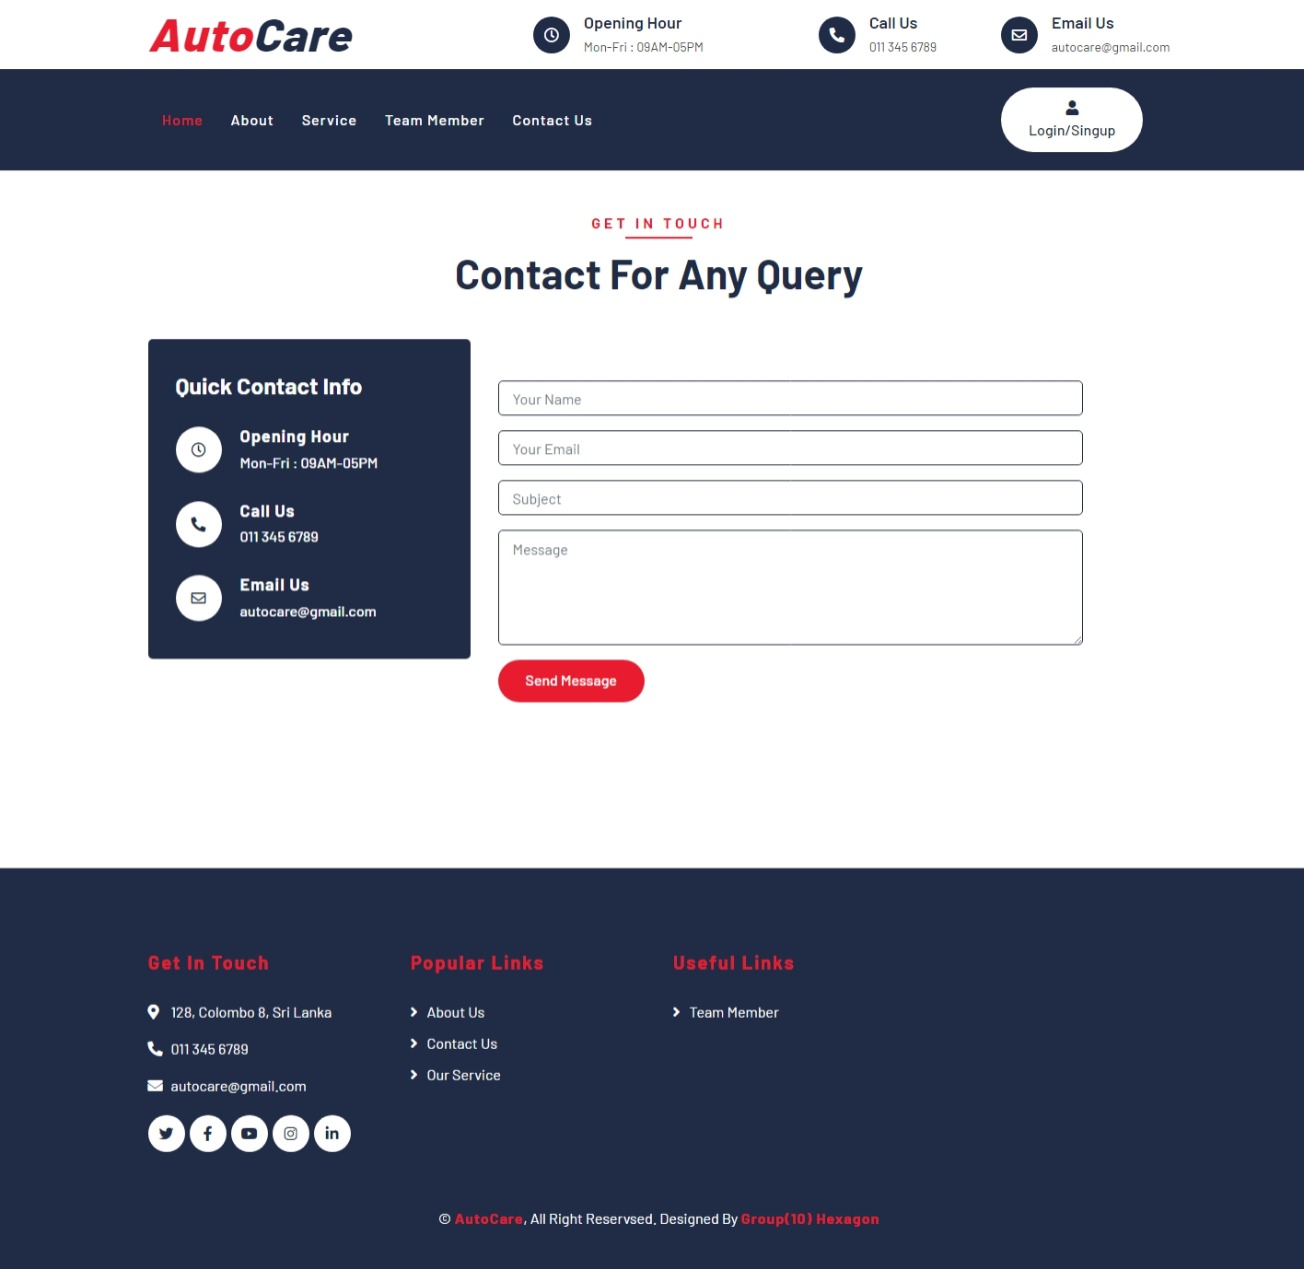 AutoCare
Opening Hour
Mon-Fri : 09AM-05PM
Call Us
011 345 6789
Email Us
autocare@gmail.com
Home
About
Service
Team Member
Contact Us
Login/Singup
GET IN TOUCH
Contact For Any Query
Quick Contact Info
Opening Hour
Mon-Fri : 09AM-05PM
Call Us
011 345 6789
Email Us
autocare@gmail.com
Your Name
Your Email
Subject
Message
Send Message
Get In Touch
128, Colombo 8, Sri Lanka
011 345 6789
autocare@gmail.com
Popular Links
About Us
Contact Us
Our Service
Useful Links
Team Member
© AutoCare, All Right Reservsed. Designed By Group(10) Hexagon